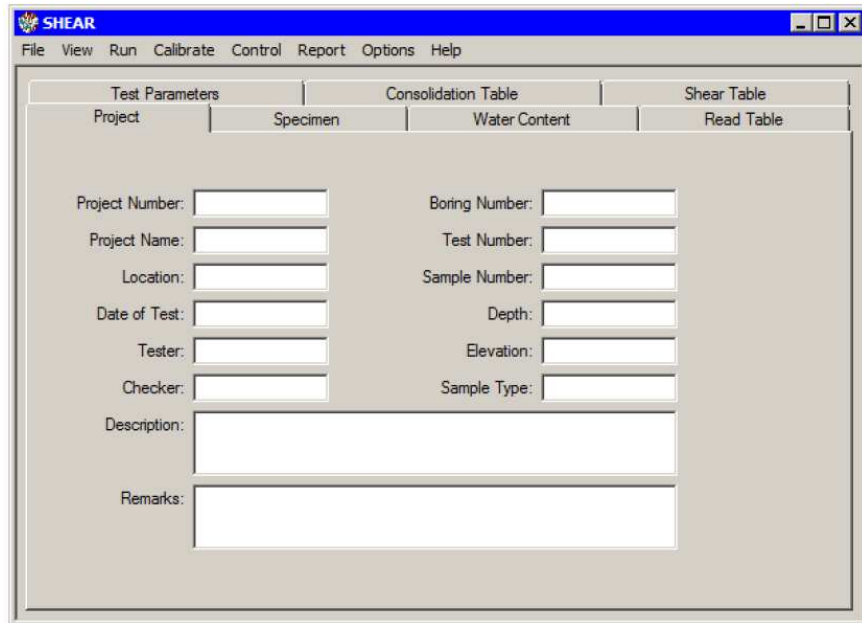 SHEAR
File View Run Calibrate Control Report Options Help
Test Parameters Consolidation Table Shear Table
Project Specimen Water Content Read Table
Project Number: Boring Number:
Project Name: Test Number:
Location: Sample Number:
Date of Test: Depth:
Tester: Elevation:
Checker: Sample Type:
Description:
Remarks: